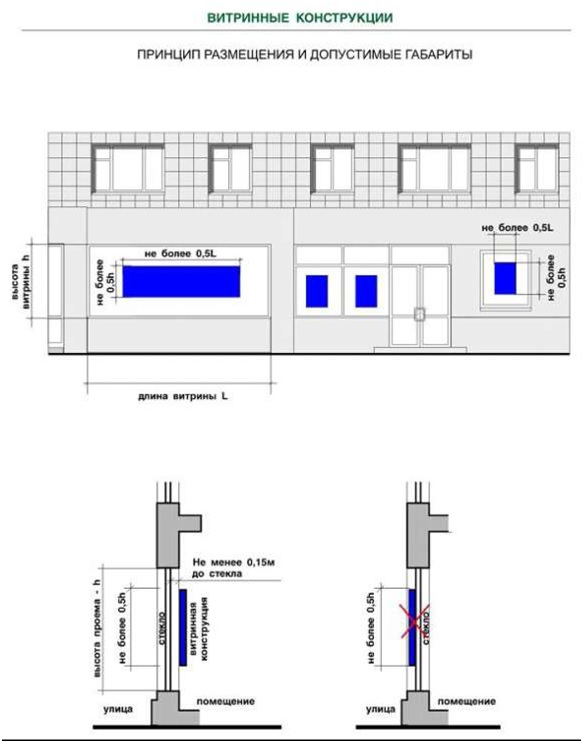 ВИТРИННЫЕ КОНСТРУКЦИИ
ПРИНЦИП РАЗМЕЩЕНИЯ И ДОПУСТИМЫЕ ГАБАРИТЫ
не более 0,5L
не более 0,5L
высота
витрины h
не более
0,5h
не более
0,5h
длина витрины L
Не менее 0,15м
до стекла
высота проема - h
не более 0,5h
стекло
витринная
конструкция
не более 0,5h
стекло
улица
помещение
улица
помещение